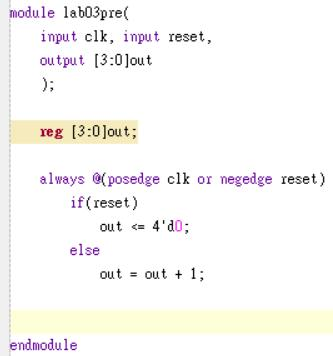 module lab03pre(
input clk, input reset,
output [3:0]out
);
reg [3:0]out;
always @(posedge clk or negedge reset)
if(reset)
out <= 4'd0;
else
out = out + 1;
endmodule